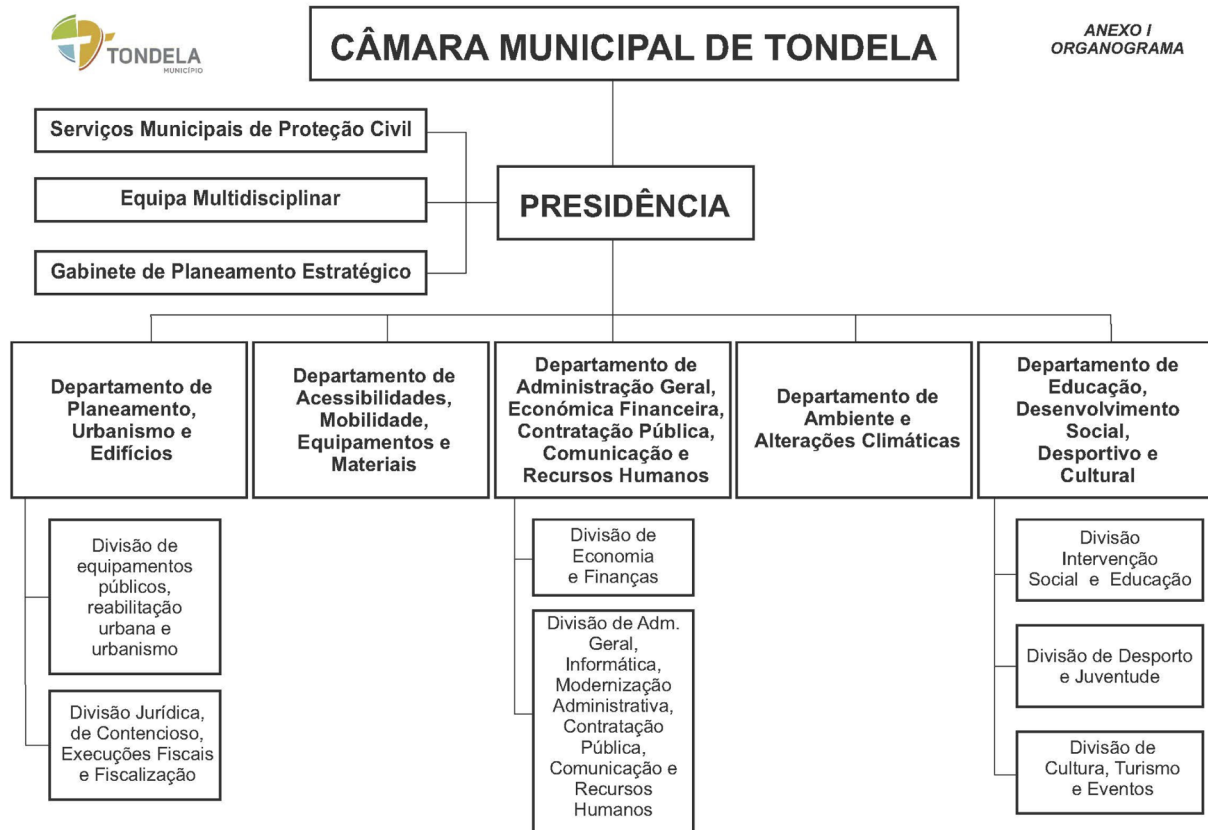 TONDELA
MUNICÍPIO
CÂMARA MUNICIPAL DE TONDELA
ANEXO I
ORGANOGRAMA
Serviços Municipais de Proteção Civil
Equipa Multidisciplinar
Gabinete de Planeamento Estratégico
PRESIDÊNCIA
Departamento de
Planeamento,
Urbanismo e
Edifícios
Departamento de
Acessibilidades,
Mobilidade,
Equipamentos e
Materiais
Departamento de
Administração Geral,
Económica Financeira,
Contratação Pública,
Comunicação e
Recursos Humanos
Departamento de
Ambiente e
Alterações Climáticas
Departamento de
Educação,
Desenvolvimento
Social,
Desportivo e
Cultural
Divisão de
equipamentos
públicos,
reabilitação
urbana e
urbanismo
Divisão Jurídica,
de Contencioso,
Execuções Fiscais
e Fiscalização
Divisão de
Economia
e Finanças
Divisão de Adm.
Geral,
Informática,
Modernização
Administrativa,
Contratação
Pública,
Comunicação e
Recursos
Humanos
Divisão
Intervenção
Social e Educação
Divisão de Desporto
e Juventude
Divisão de
Cultura, Turismo
e Eventos